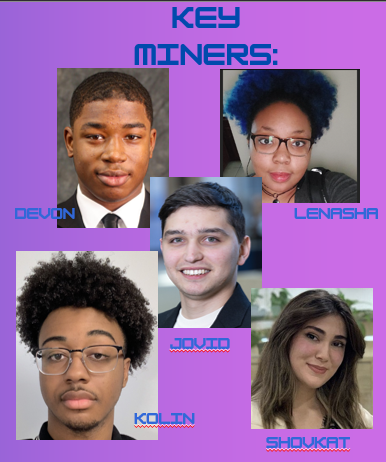 KEY
MINERS:
DEVON
LENASHA
JOVID
KOLIN
SHOVKAT